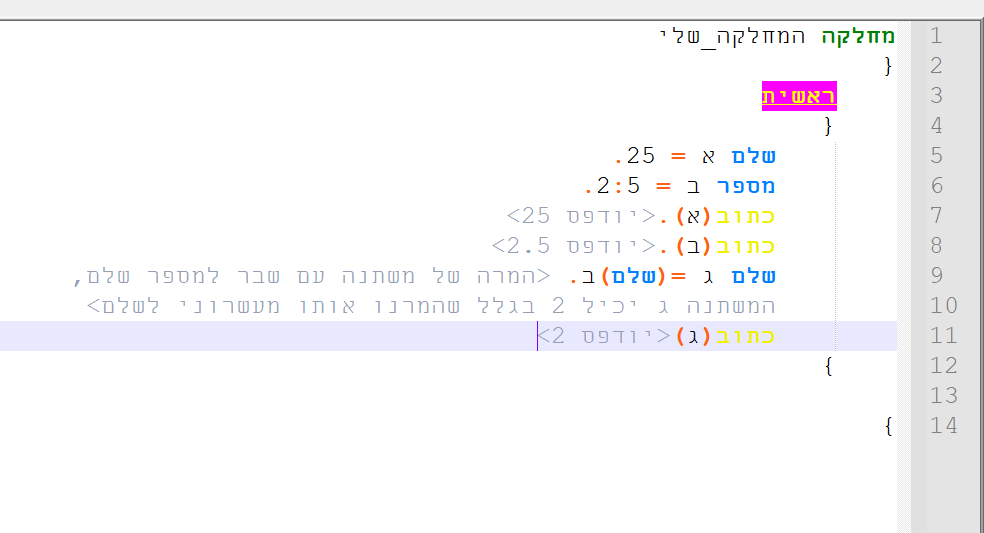 1 מחלקה המחלקה_שלי
2 {
3 ראשית
4 {
5 שלם א = 25.
6 מספר ב = 2:5.
7 כתוב(א).<יודפס 25>
8 כתוב(ב).<יודפס 2.5>
9 שלם ג =(שלם)ב. <המרה של משתנה עם שבר למספר שלם,
10 המשתנה ג יכיל 2 בגלל שהמרנו אותו מעשרוני לשלם>
11 כתוב(ג)<יודפס 2>
12 }
13
14 }